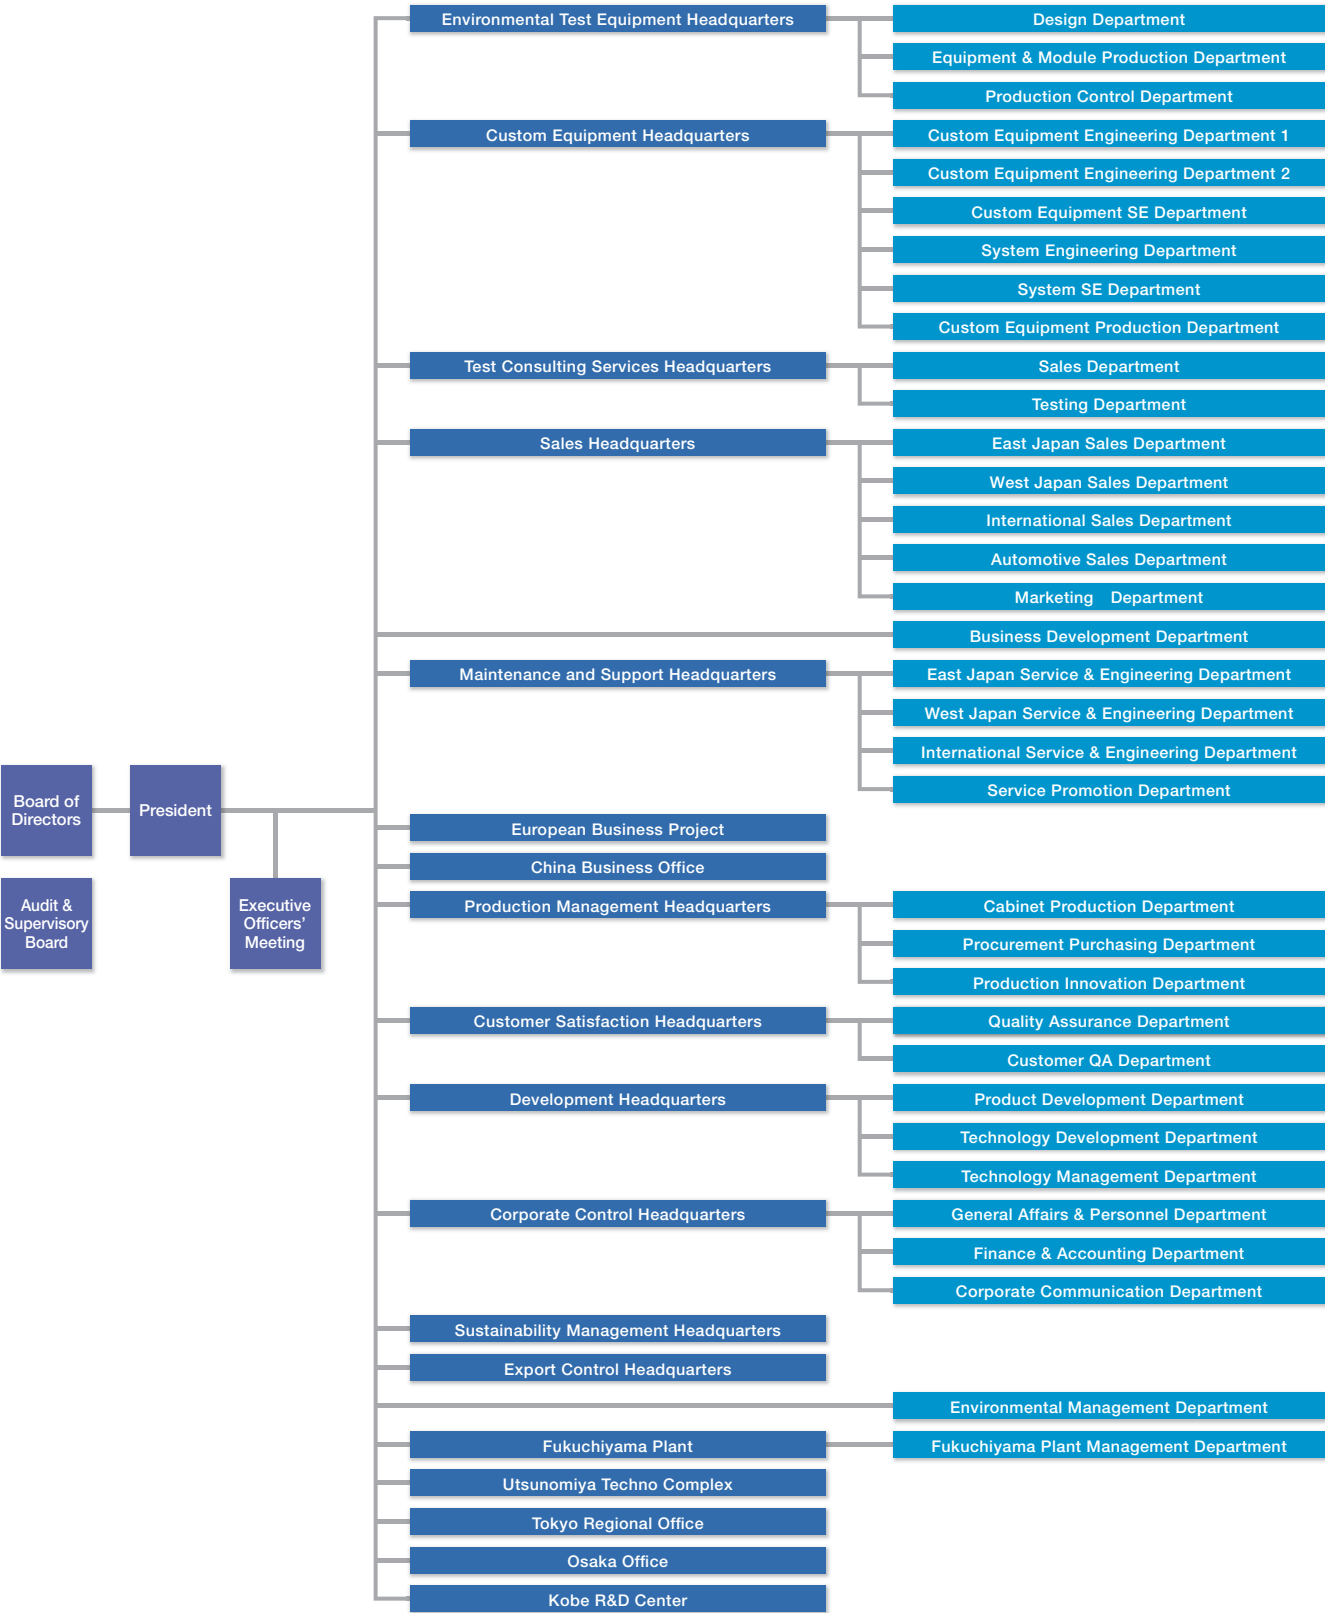 Environmental Test Equipment Headquarters
Design Department
Equipment & Module Production Department
Production Control Department
Custom Equipment Headquarters
Custom Equipment Engineering Department 1
Custom Equipment Engineering Department 2
Custom Equipment SE Department
System Engineering Department
System SE Department
Custom Equipment Production Department
Test Consulting Services Headquarters
Sales Department
Testing Department
Sales Headquarters
East Japan Sales Department
West Japan Sales Department
International Sales Department
Automotive Sales Department
Marketing　Department
Business Development Department
Maintenance and Support Headquarters
East Japan Service & Engineering Department
West Japan Service & Engineering Department
International Service & Engineering Department
Service Promotion Department
Board of
Directors
President
Audit &
Supervisory
Board
Executive
Officers’
Meeting
European Business Project
China Business Office
Production Management Headquarters
Cabinet Production Department
Procurement Purchasing Department
Production Innovation Department
Customer Satisfaction Headquarters
Quality Assurance Department
Customer QA Department
Development Headquarters
Product Development Department
Technology Development Department
Technology Management Department
Corporate Control Headquarters
General Affairs & Personnel Department
Finance & Accounting Department
Corporate Communication Department
Sustainability Management Headquarters
Export Control Headquarters
Environmental Management Department
Fukuchiyama Plant
Fukuchiyama Plant Management Department
Utsunomiya Techno Complex
Tokyo Regional Office
Osaka Office
Kobe R&D Center